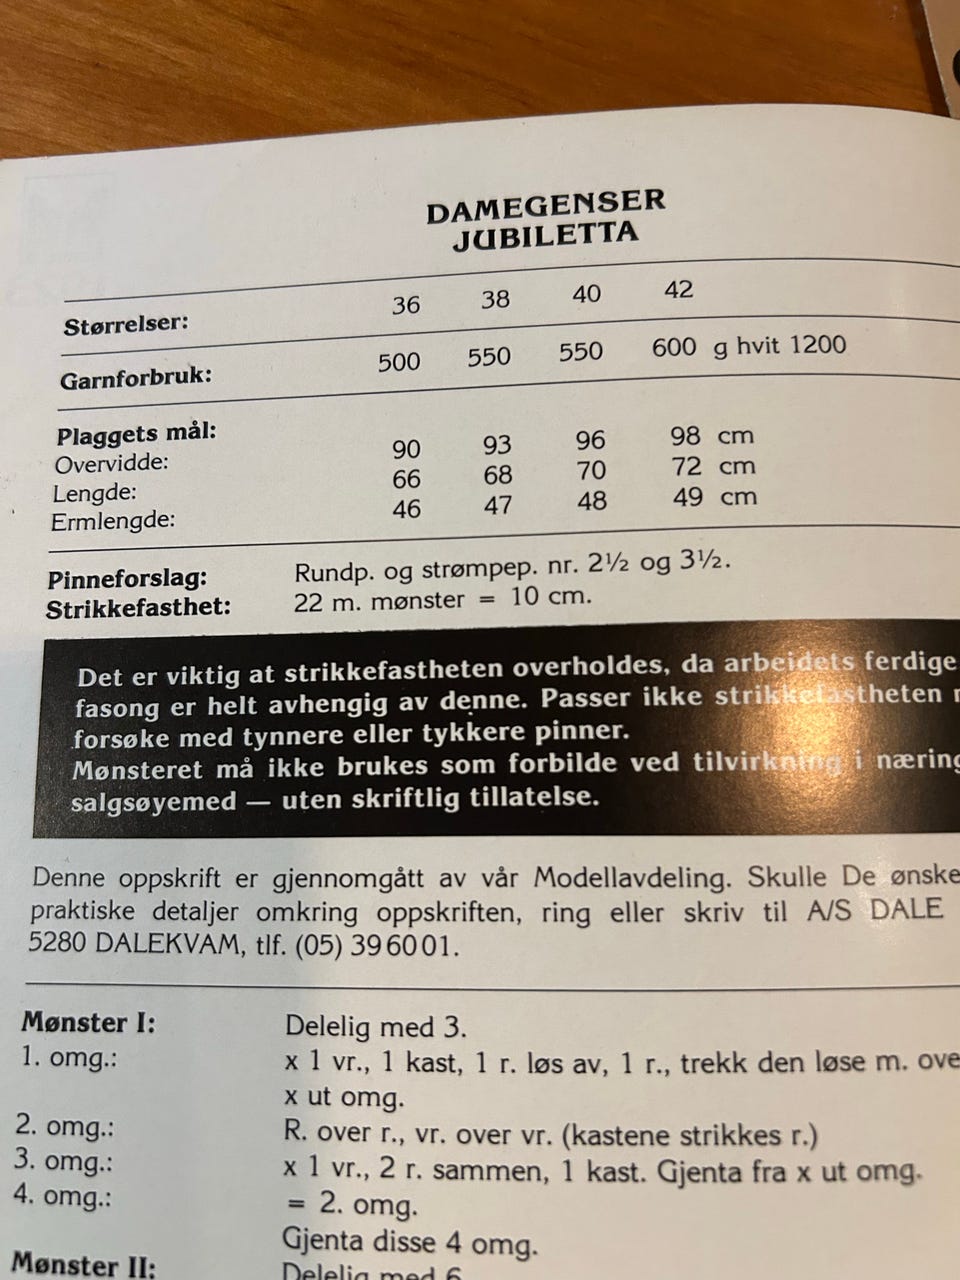 DAMEGENSER
JUBILETTA
Størrelser: 36 38 40 42
Garnforbruk: 500 550 550 600 g hvit 1200
Plaggets mål:
Overvidde: 90 93 96 98 cm
Lengde: 66 68 70 72 cm
Ermlengde: 46 47 48 49 cm
Pinneforslag: Rundp. og strømpep. nr. 2½ og 3½.
Strikkefasthet: 22 m. mønster = 10 cm.
Det er viktig at strikkefastheten overholdes, da arbeidets ferdige
fasong er helt avhengig av denne. Passer ikke strikkefastheten
forsøke med tynnere eller tykkere pinner.
Mønsteret må ikke brukes som forbilde ved tilvirkning i næring
salgsøyemed — uten skriftlig tillatelse.
Denne oppskrift er gjennomgått av vår Modellavdeling. Skulle De ønske
praktiske detaljer omkring oppskriften, ring eller skriv til A/S DALE
5280 DALEKVAM, tlf. (05) 39 60 01.
Mønster I: Delelig med 3.
1. omg.: x 1 vr., 1 kast, 1 r. løs av, 1 r., trekk den løse m. ove
x ut omg.
2. omg.: R. over r., vr. over vr. (kastene strikkes r.)
3. omg.: x 1 vr., 2 r. sammen, 1 kast. Gjenta fra x ut omg.
4. omg.: = 2. omg.
Gjenta disse 4 omg.
Mønster II: Delelig med 6